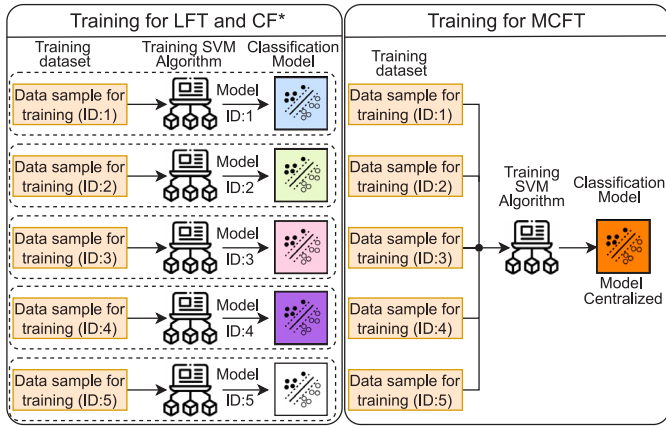 Training for LFT and CF*
Training dataset
Training SVM Algorithm
Classification Model
Data sample for
training (ID:1)
Model
ID:1
Data sample for
training (ID:2)
Model
ID:2
Data sample for
training (ID:3)
Model
ID:3
Data sample for
training (ID:4)
Model
ID:4
Data sample for
training (ID:5)
Model
ID:5
Training for MCFT
Training
dataset
Data sample for
training (ID:1)
Data sample for
training (ID:2)
Data sample for
training (ID:3)
Data sample for
training (ID:4)
Data sample for
training (ID:5)
Training
SVM
Algorithm
Classification
Model
Model
Centralized